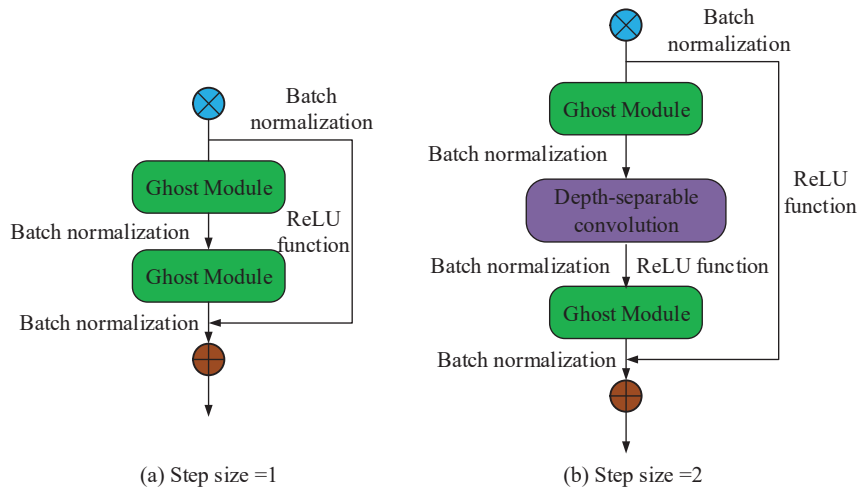 Batch
normalization
Ghost Module
Batch normalization
ReLU
function
Ghost Module
Batch normalization
(a) Step size =1
Batch
normalization
Ghost Module
Batch normalization
Depth-separable
convolution
ReLU
function
Batch normalization
ReLU function
Ghost Module
Batch normalization
(b) Step size =2